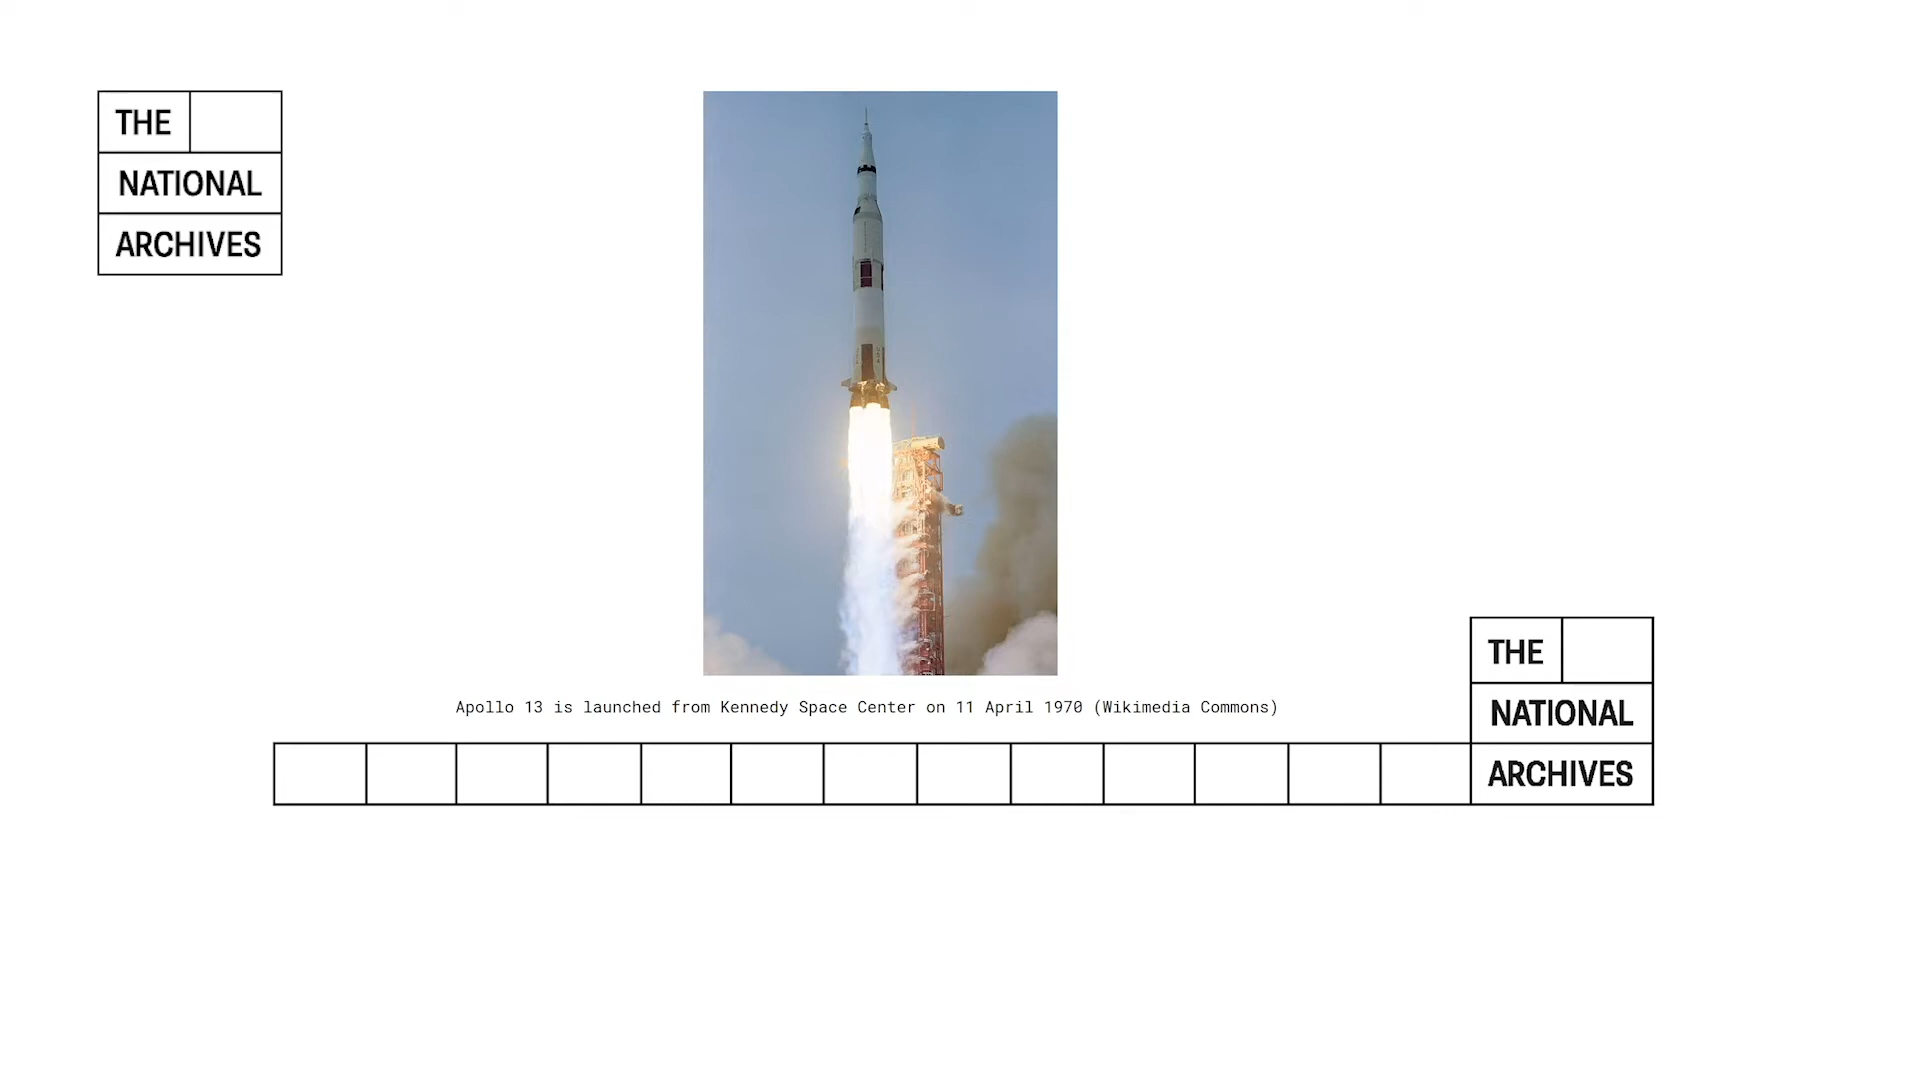 THE
NATIONAL
ARCHIVES
Apollo 13 is launched from Kennedy Space Center on 11 April 1970 (Wikimedia Commons)
THE
NATIONAL
ARCHIVES